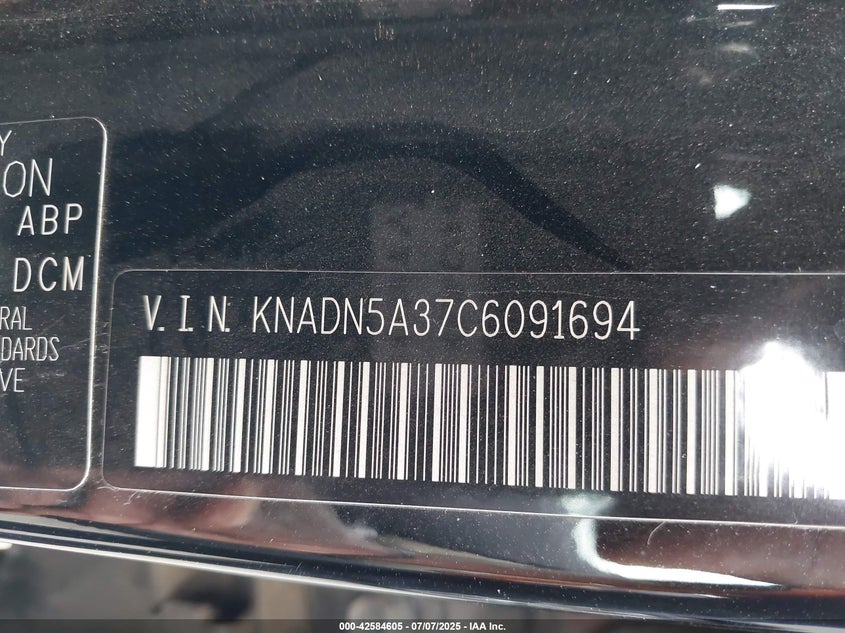 Y
ON
ABP
DCM
RAL
DARDS
VE
V.I.N. KNADN5A37C6091694
000-42584605 - 07/07/2025 - IAA Inc.